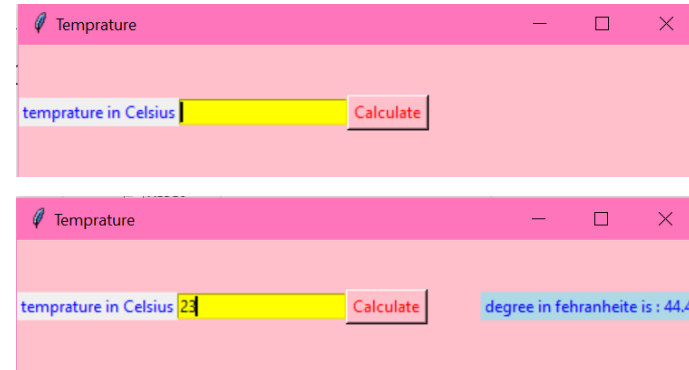 Temprature
temprature in Celsius Calculate
Temprature
temprature in Celsius 23 Calculate degree in fehranheite is : 44.4